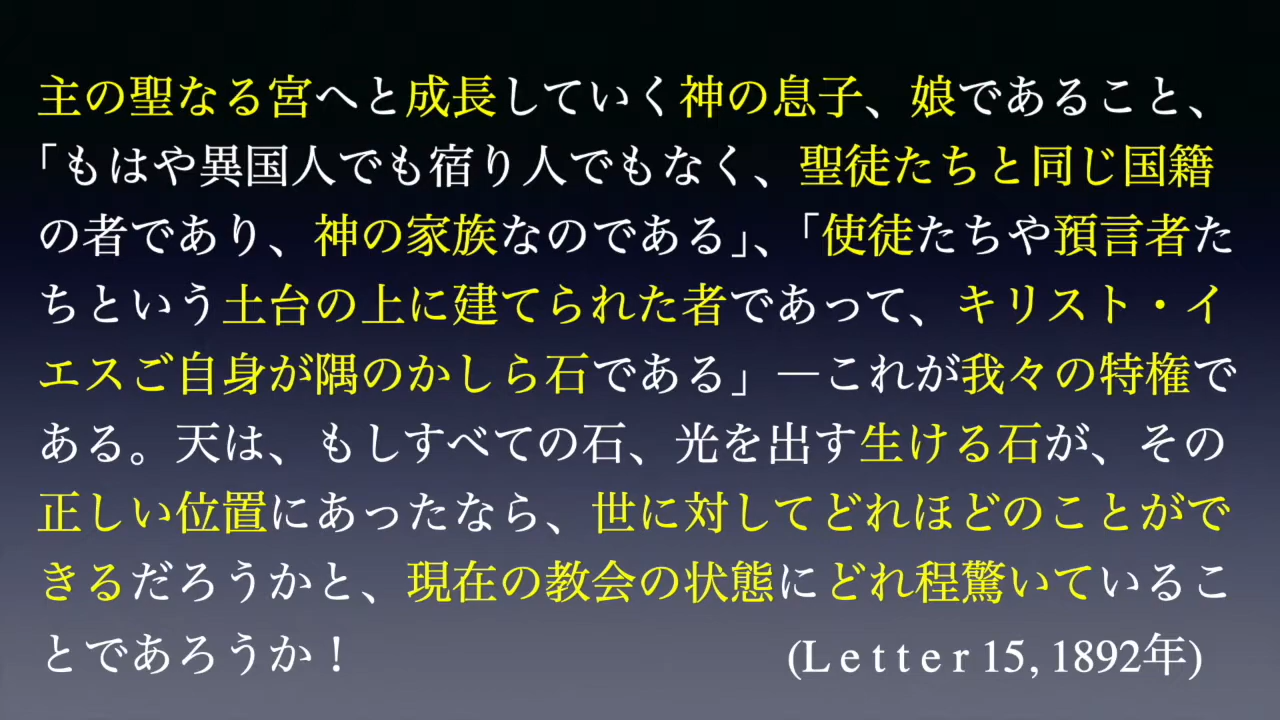 主の聖なる宮へと成長していく神の息子、娘であること、
「もはや異国人でも宿り人でもなく、聖徒たちと同じ国籍
の者であり、神の家族なのである」、「使徒たちや預言者た
ちという土台の上に建てられた者であって、キリスト・イ
エスご自身が隅のかしら石である」―これが我々の特権で
ある。天は、もしすべての石、光を出す生ける石が、その
正しい位置にあったなら、世に対してどれほどのことがで
きるだろうかと、現在の教会の状態にどれ程驚いているこ
とであろうか！ (Letter 15, 1892年)